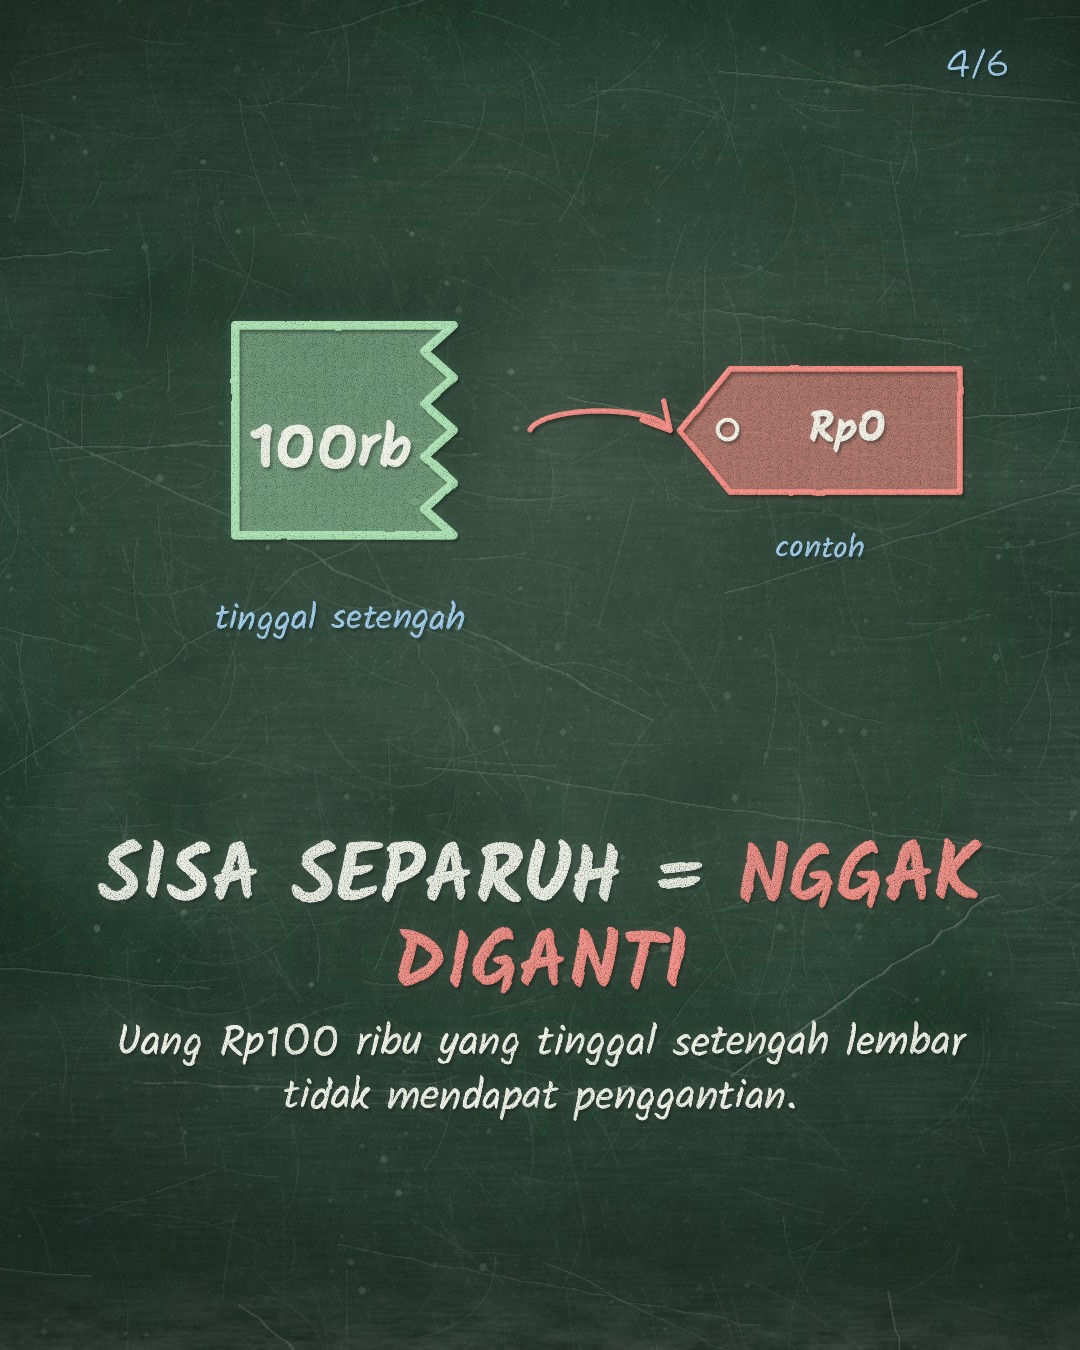 4/6
100rb
Rp0
contoh
tinggal setengah
SISA SEPARUH = NGGAK
DIGANTI
Uang Rp100 ribu yang tinggal setengah lembar
tidak mendapat penggantian.